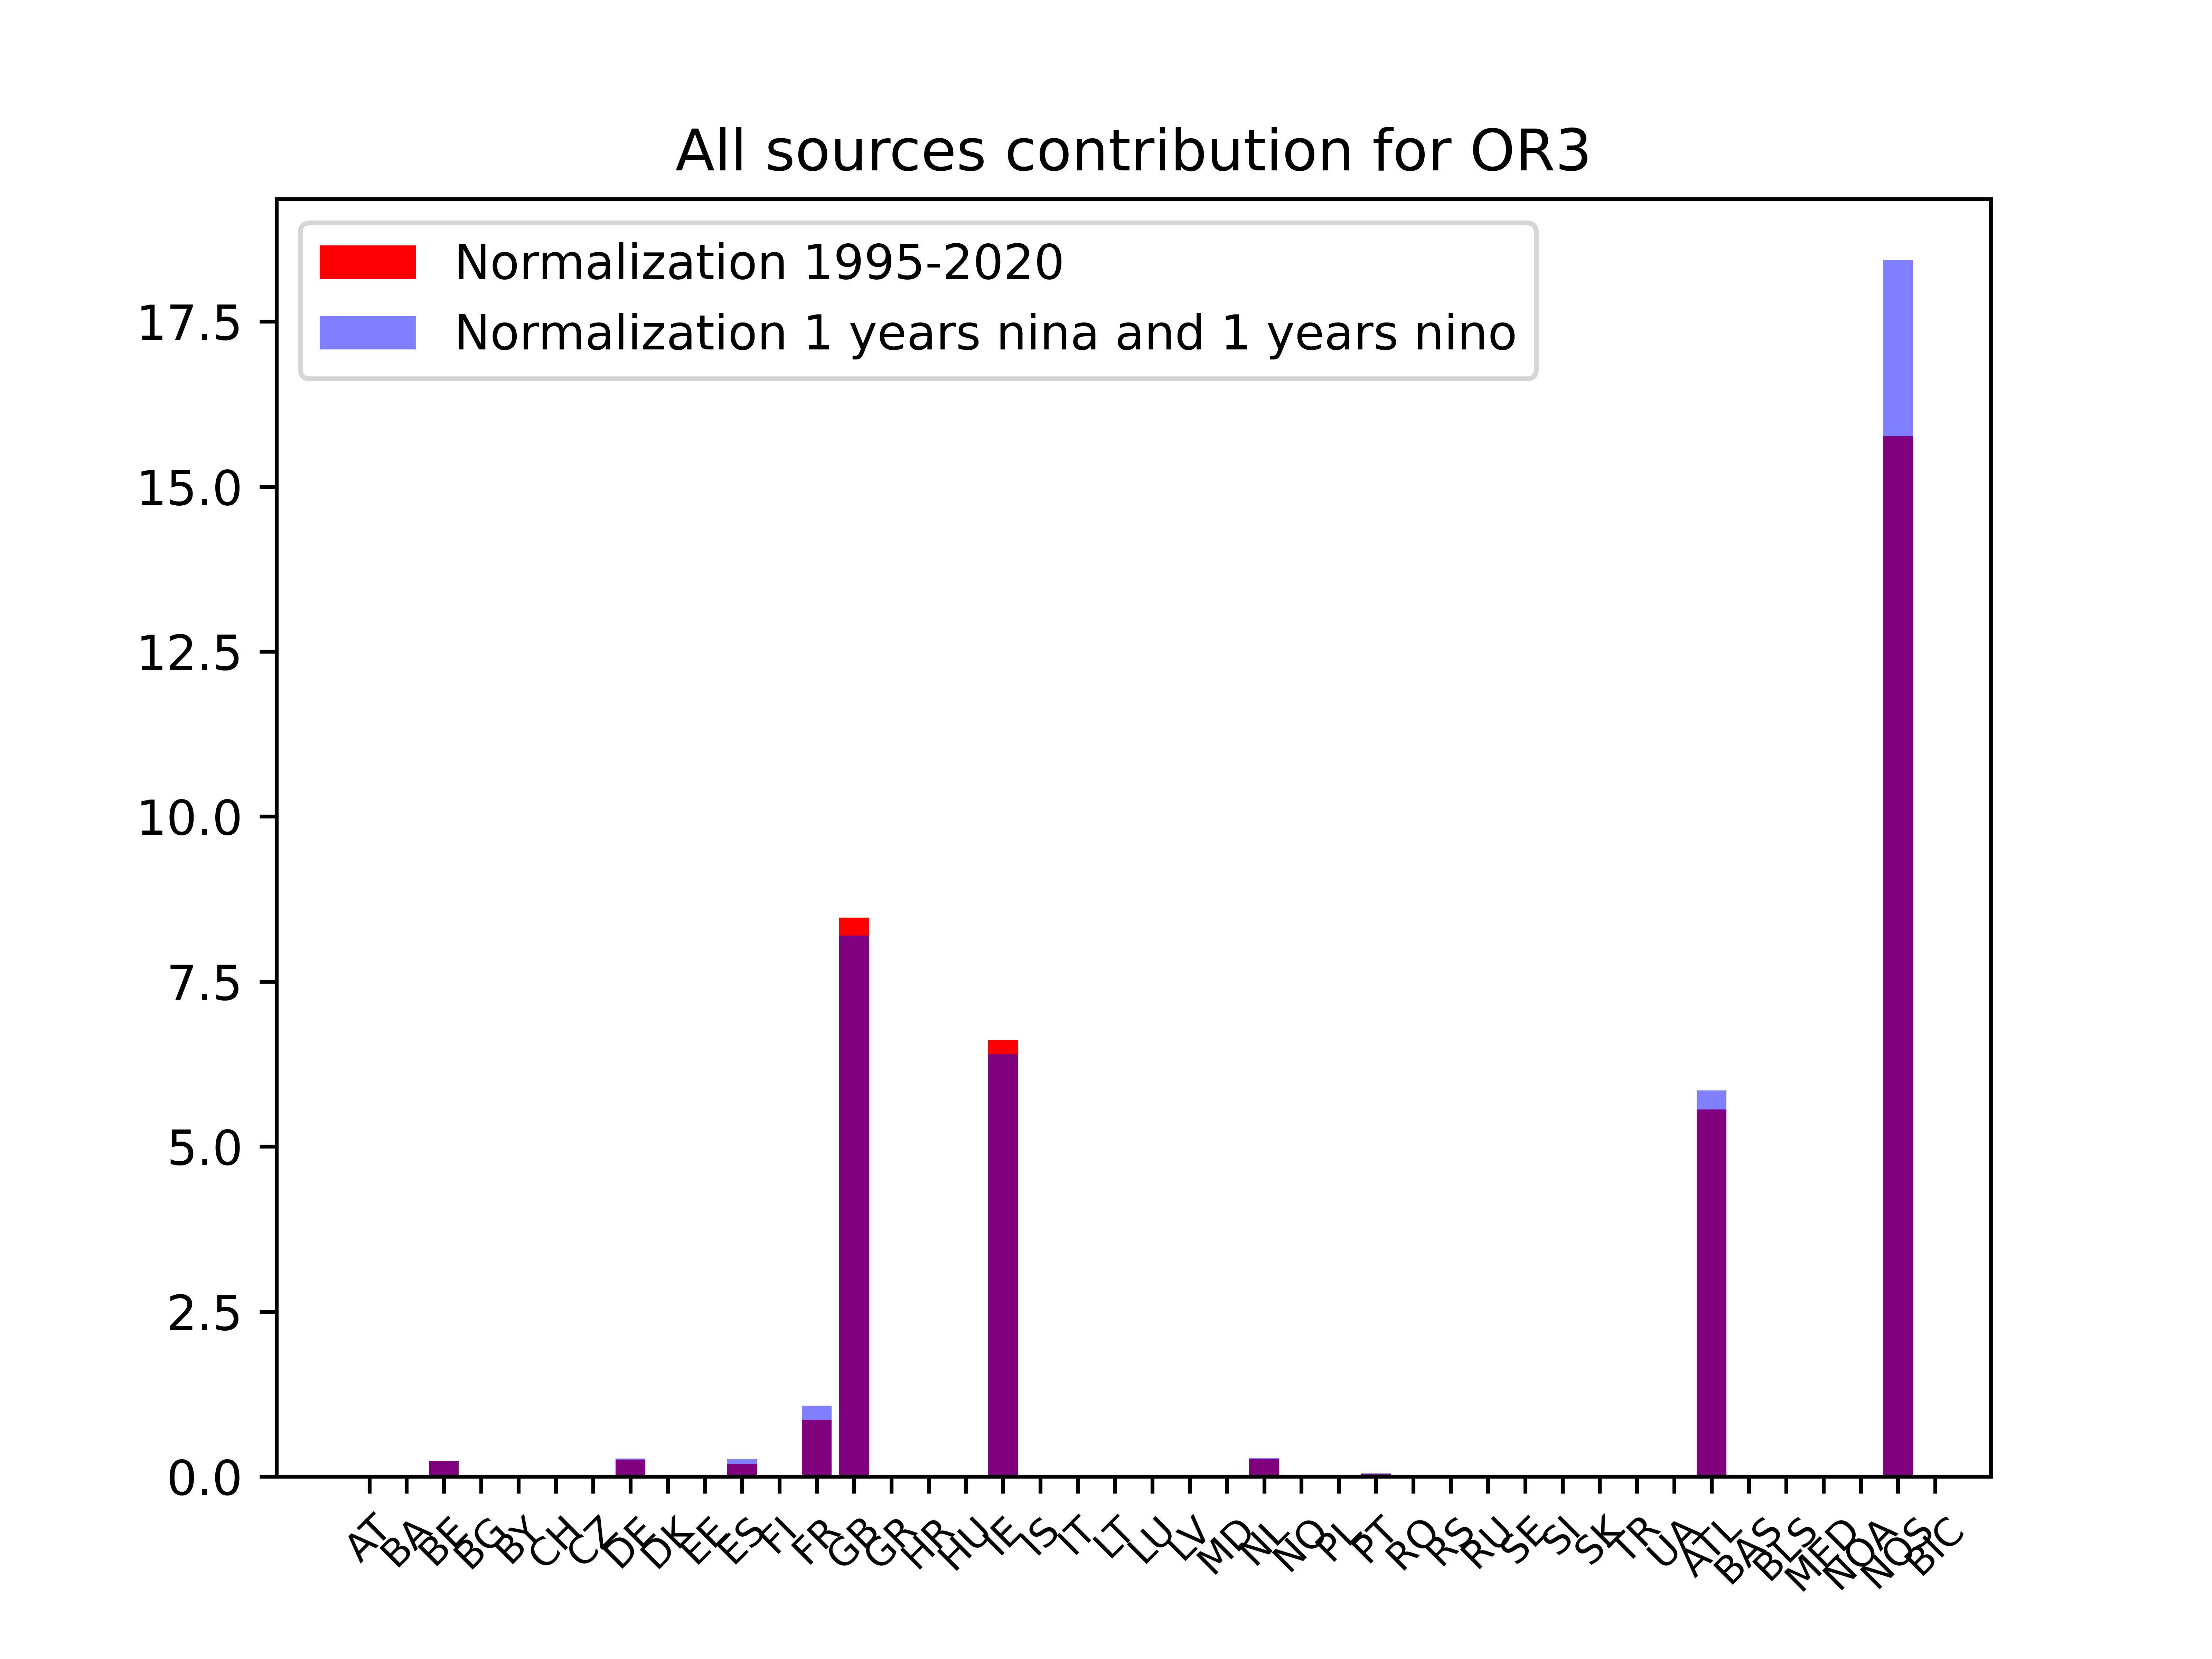 All sources contribution for OR3
Normalization 1995-2020
Normalization 1 years nina and 1 years nino
17.5
15.0
12.5
10.0
7.5
5.0
2.5
0.0
AT BA BE BG BY CH CZ DE DK EE ES FI FR GB GR HR HU IE IS IT LT LU LV MD NL NO PL PT RO RS RU SE SI SK TR UA ATL BAS BLS MED NOA NOS BIC